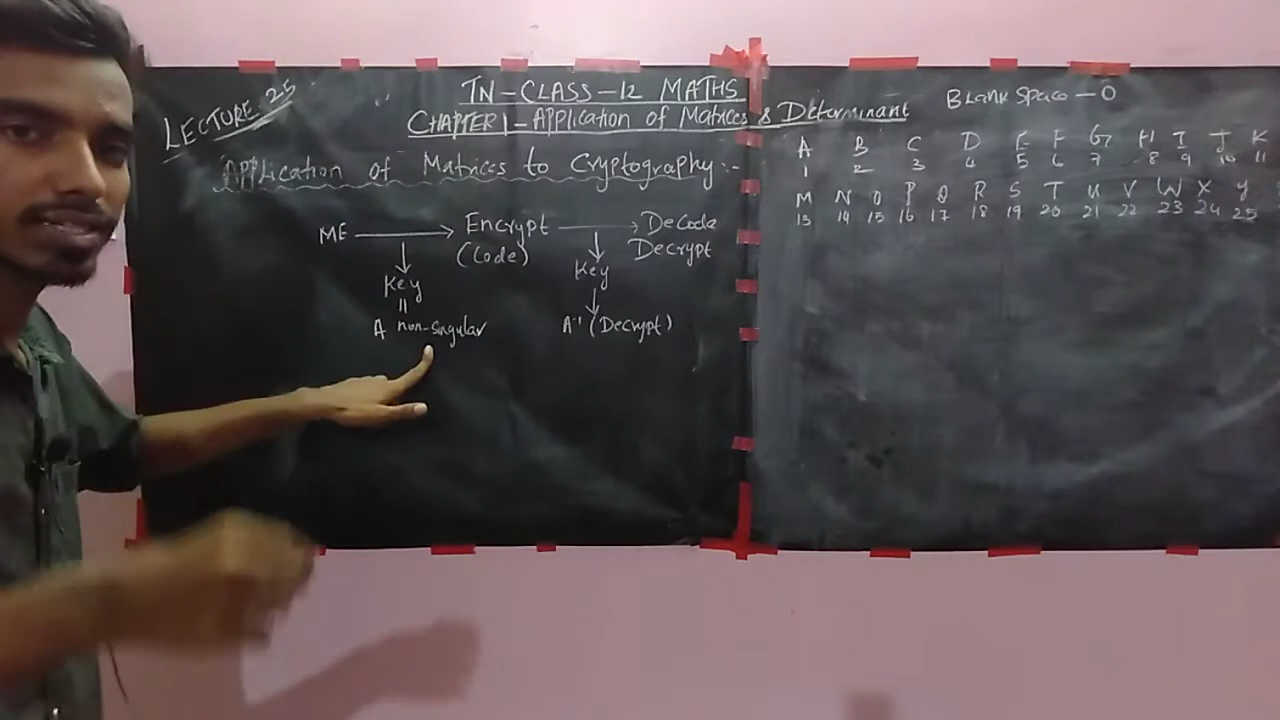 LECTURE 25
TN-CLASS-12 MATHS
CHAPTER 1 - Application of Matrices & Determinant
Application of Matrices to Cryptography :-
ME → Encrypt → Decode
(Code) Decrypt
Key Key
A non-singular A⁻¹ (Decrypt)
Blank Space - 0
A B C D E F G H I J K
1 2 3 4 5 6 7 8 9 10 11
M N O P Q R S T U V W X Y
13 14 15 16 17 18 19 20 21 22 23 24 25